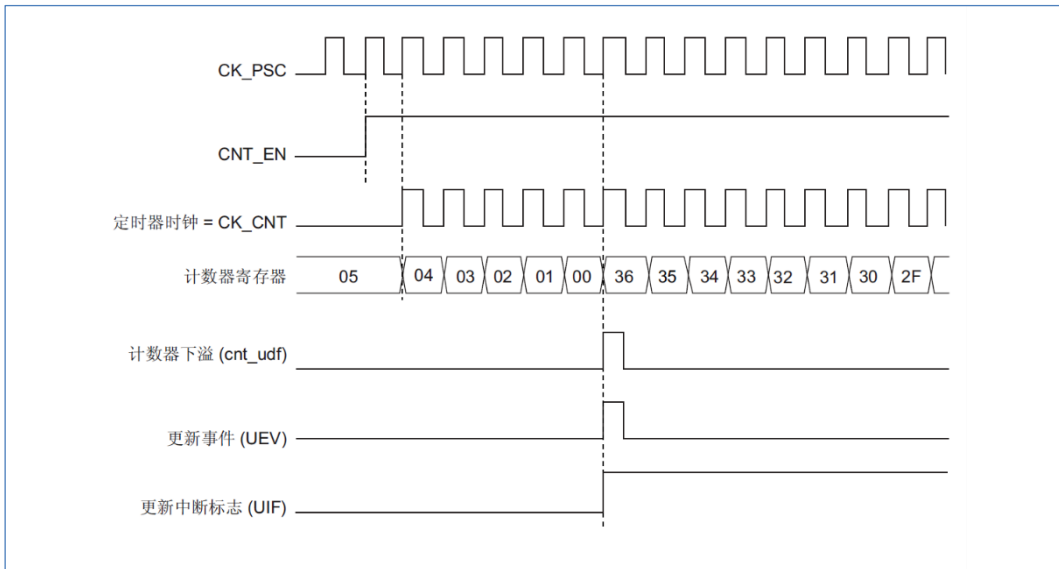 CK_PSC
CNT_EN
定时器时钟 = CK_CNT
计数器寄存器 05 04 03 02 01 00 36 35 34 33 32 31 30 2F
计数器下溢 (cnt_udf)
更新事件 (UEV)
更新中断标志 (UIF)